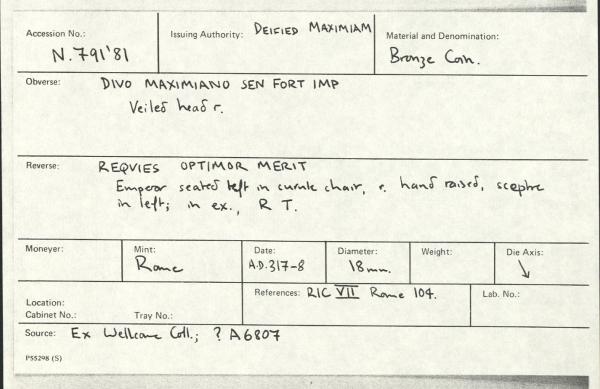 Accession No.: N.791'81
Issuing Authority: DEIFIED MAXIMIAM
Material and Denomination: Bronze Coin.
Obverse: DIVO MAXIMIANO SEN FORT IMP
Veiled head r.
Reverse: REQVIES OPTIMOR MERIT
Emperor seated left in curule chair, r. hand raised, sceptre
in left; in ex., R T.
Moneyer:
Mint: Rome
Date: A.D.317-8
Diameter: 18mm.
Weight:
Die Axis: ↘
Location:
Cabinet No.: Tray No.:
References: RIC VII Rome 104.
Lab. No.:
Source: Ex Wellcome Coll.; ? A6807
P55298 (S)